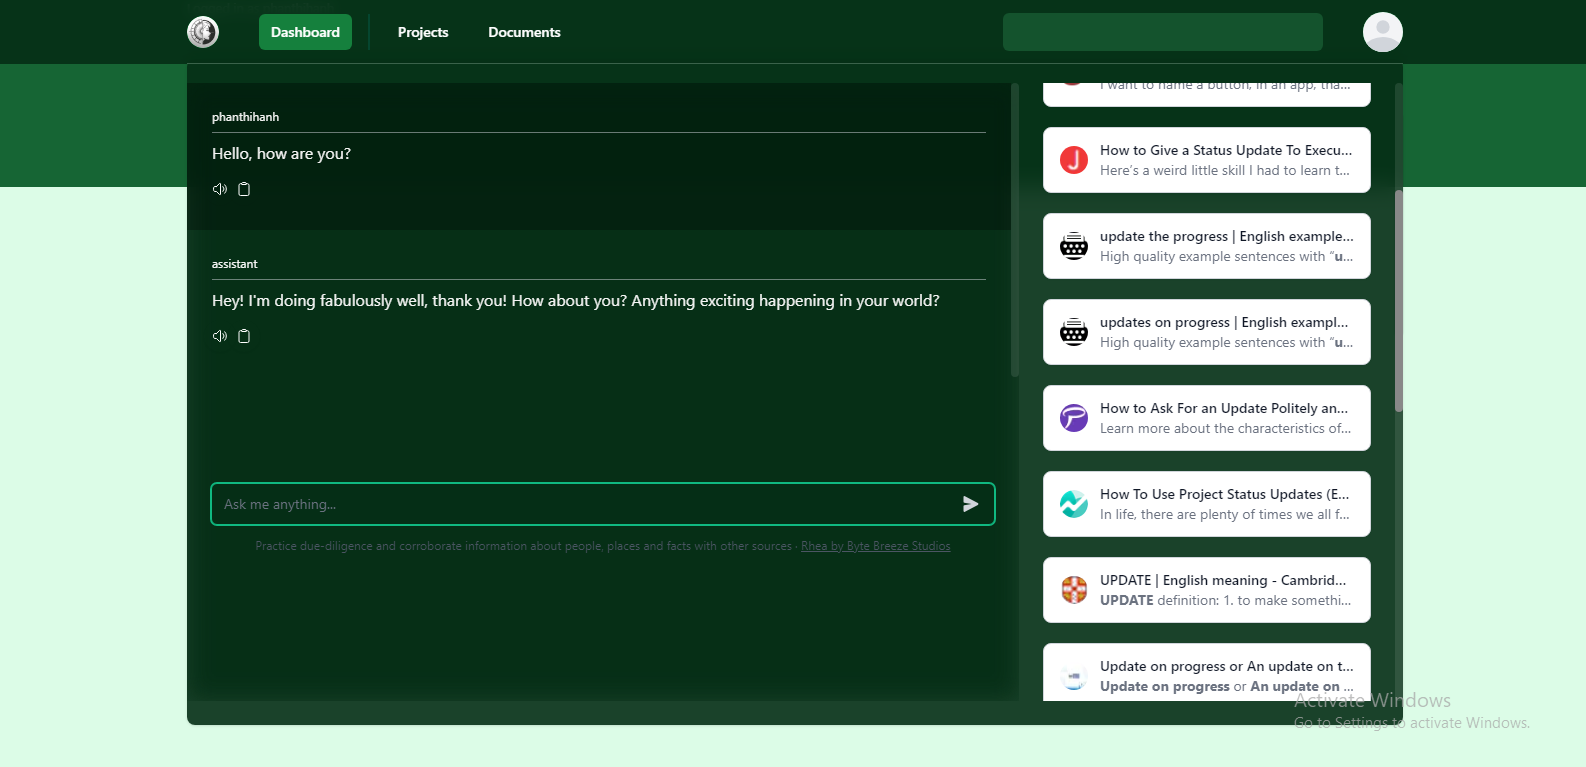 Dashboard
Projects
Documents
phanthihanh
Hello, how are you?
assistant
Hey! I'm doing fabulously well, thank you! How about you? Anything exciting happening in your world?
Ask me anything...
Practice due-diligence and corroborate information about people, places and facts with other sources · Rhea by Byte Breeze Studios
I want to name a button, in an app, tha...
How to Give a Status Update To Execu...
Here's a weird little skill I had to learn t...
update the progress | English example...
High quality example sentences with “u...
updates on progress | English exampl...
High quality example sentences with “u...
How to Ask For an Update Politely an...
Learn more about the characteristics of...
How To Use Project Status Updates (E...
In life, there are plenty of times we all f...
UPDATE | English meaning - Cambrid...
UPDATE definition: 1. to make somethi...
Update on progress or An update on t...
Update on progress or An update on ...
Activate Windows
Go to Settings to activate Windows.